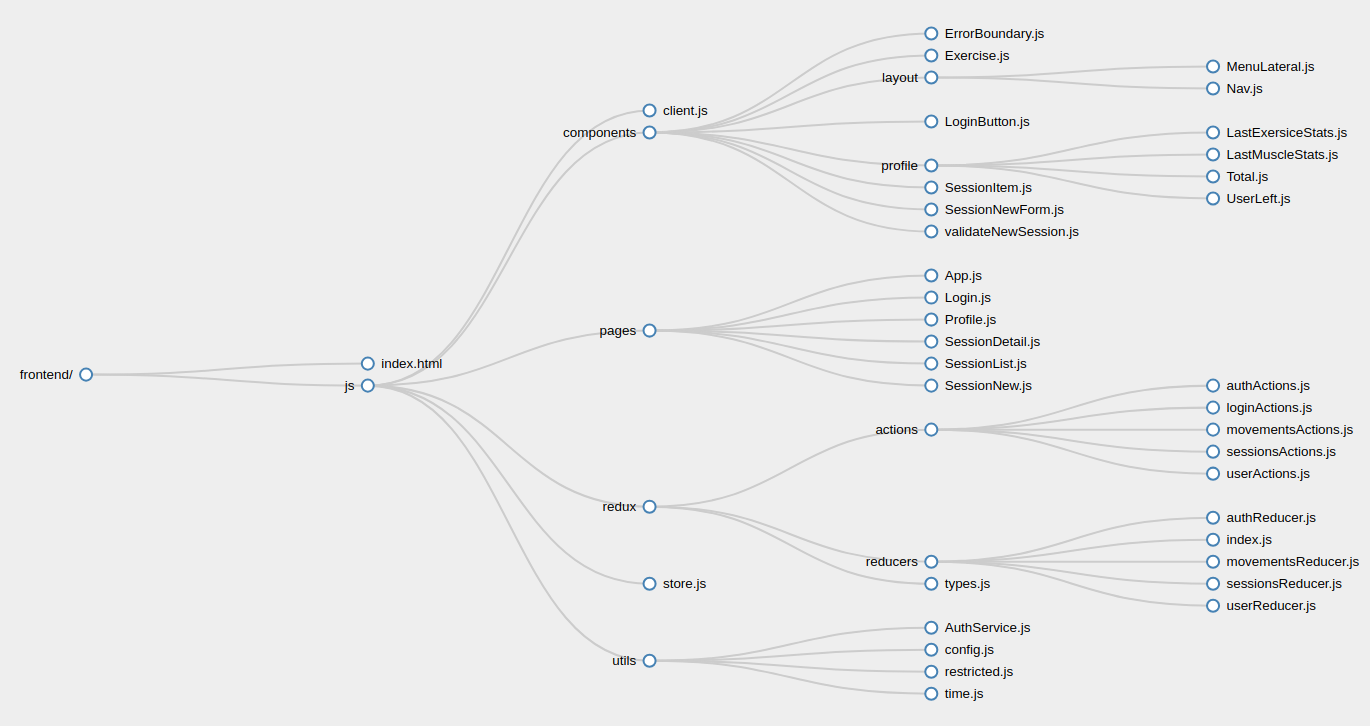 frontend/
index.html
js
client.js
components
ErrorBoundary.js
Exercise.js
layout
MenuLateral.js
Nav.js
LoginButton.js
profile
LastExersiceStats.js
LastMuscleStats.js
Total.js
UserLeft.js
SessionItem.js
SessionNewForm.js
validateNewSession.js
pages
App.js
Login.js
Profile.js
SessionDetail.js
SessionList.js
SessionNew.js
redux
actions
authActions.js
loginActions.js
movementsActions.js
sessionsActions.js
userActions.js
reducers
authReducer.js
index.js
movementsReducer.js
sessionsReducer.js
userReducer.js
types.js
store.js
utils
AuthService.js
config.js
restricted.js
time.js